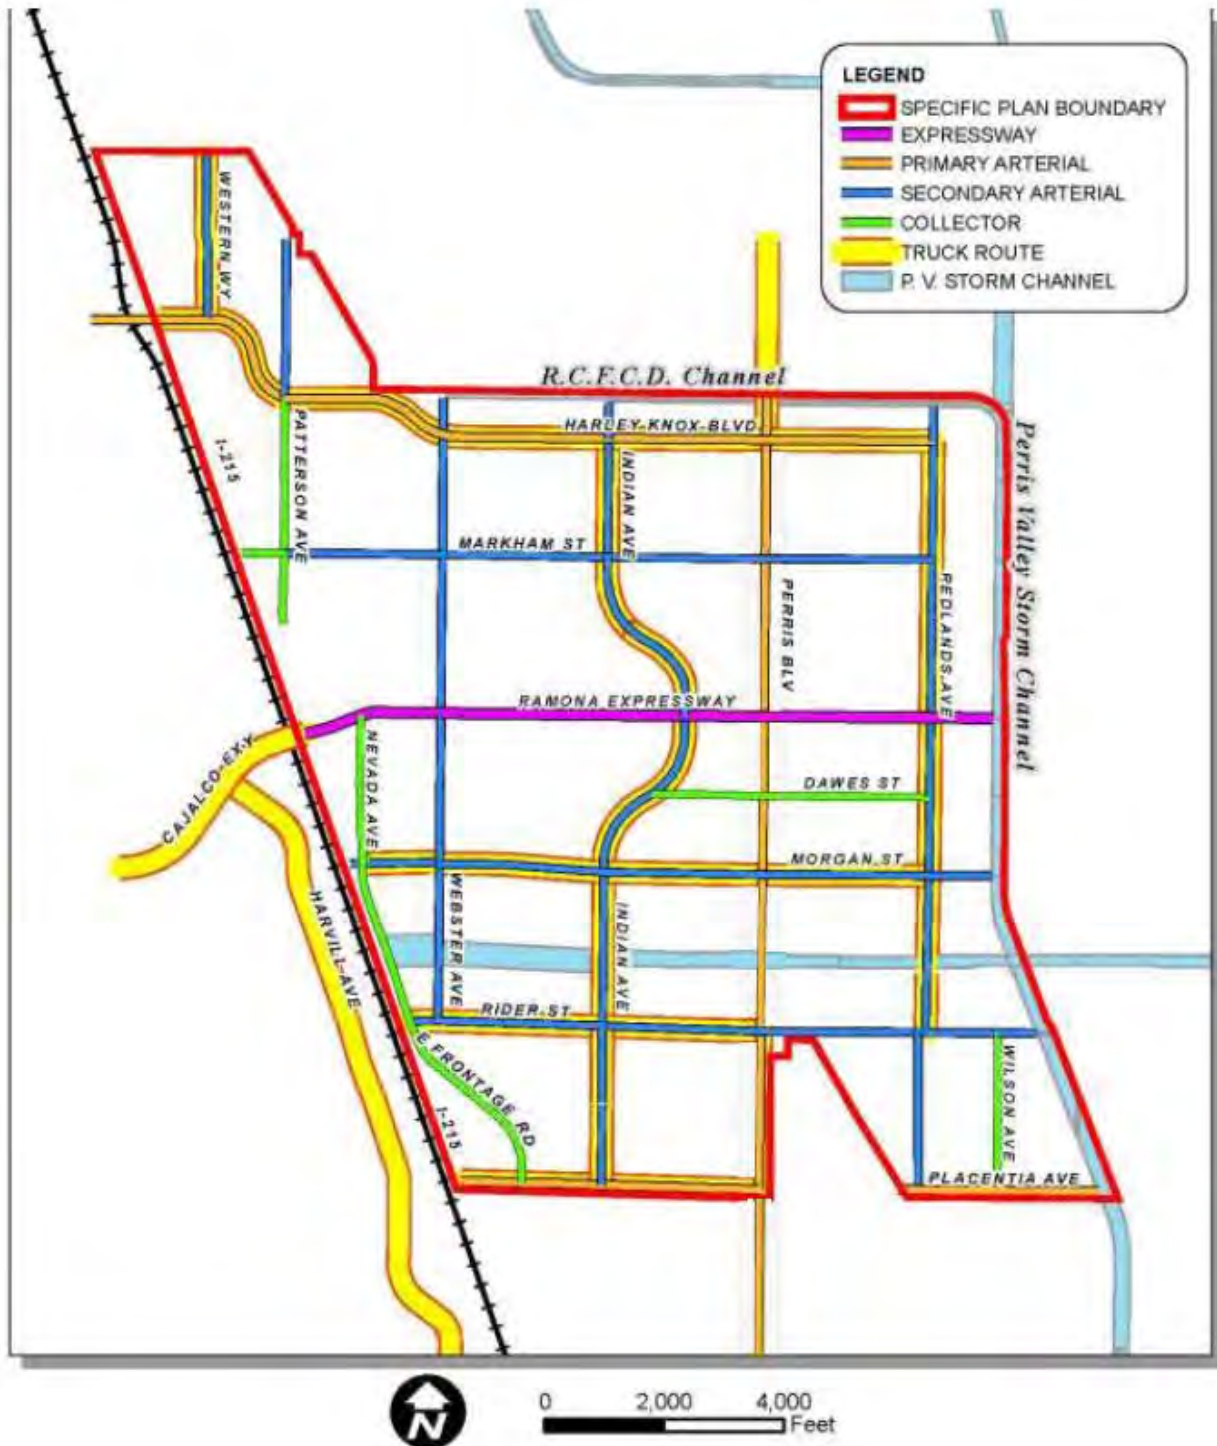 LEGEND
SPECIFIC PLAN BOUNDARY
EXPRESSWAY
PRIMARY ARTERIAL
SECONDARY ARTERIAL
COLLECTOR
TRUCK ROUTE
P. V. STORM CHANNEL
WESTERN WY
R.C.F.C.D. Channel
HARLEY KNOX BLVD
I-215
PATTERSON AVE
INDIAN AVE
Perris Valley Storm Channel
MARKHAM ST
PERRIS BLV
REDLANDS AVE
RAMONA EXPRESSWAY
CAJALCO EXY
NEVADA AVE
DAWES ST
MORGAN ST
HARVILL AVE
WEBSTER AVE
INDIAN AVE
RIDER ST
E FRONTAGE RD
WILSON AVE
I-215
PLACENTIA AVE
N
0 2,000 4,000
Feet